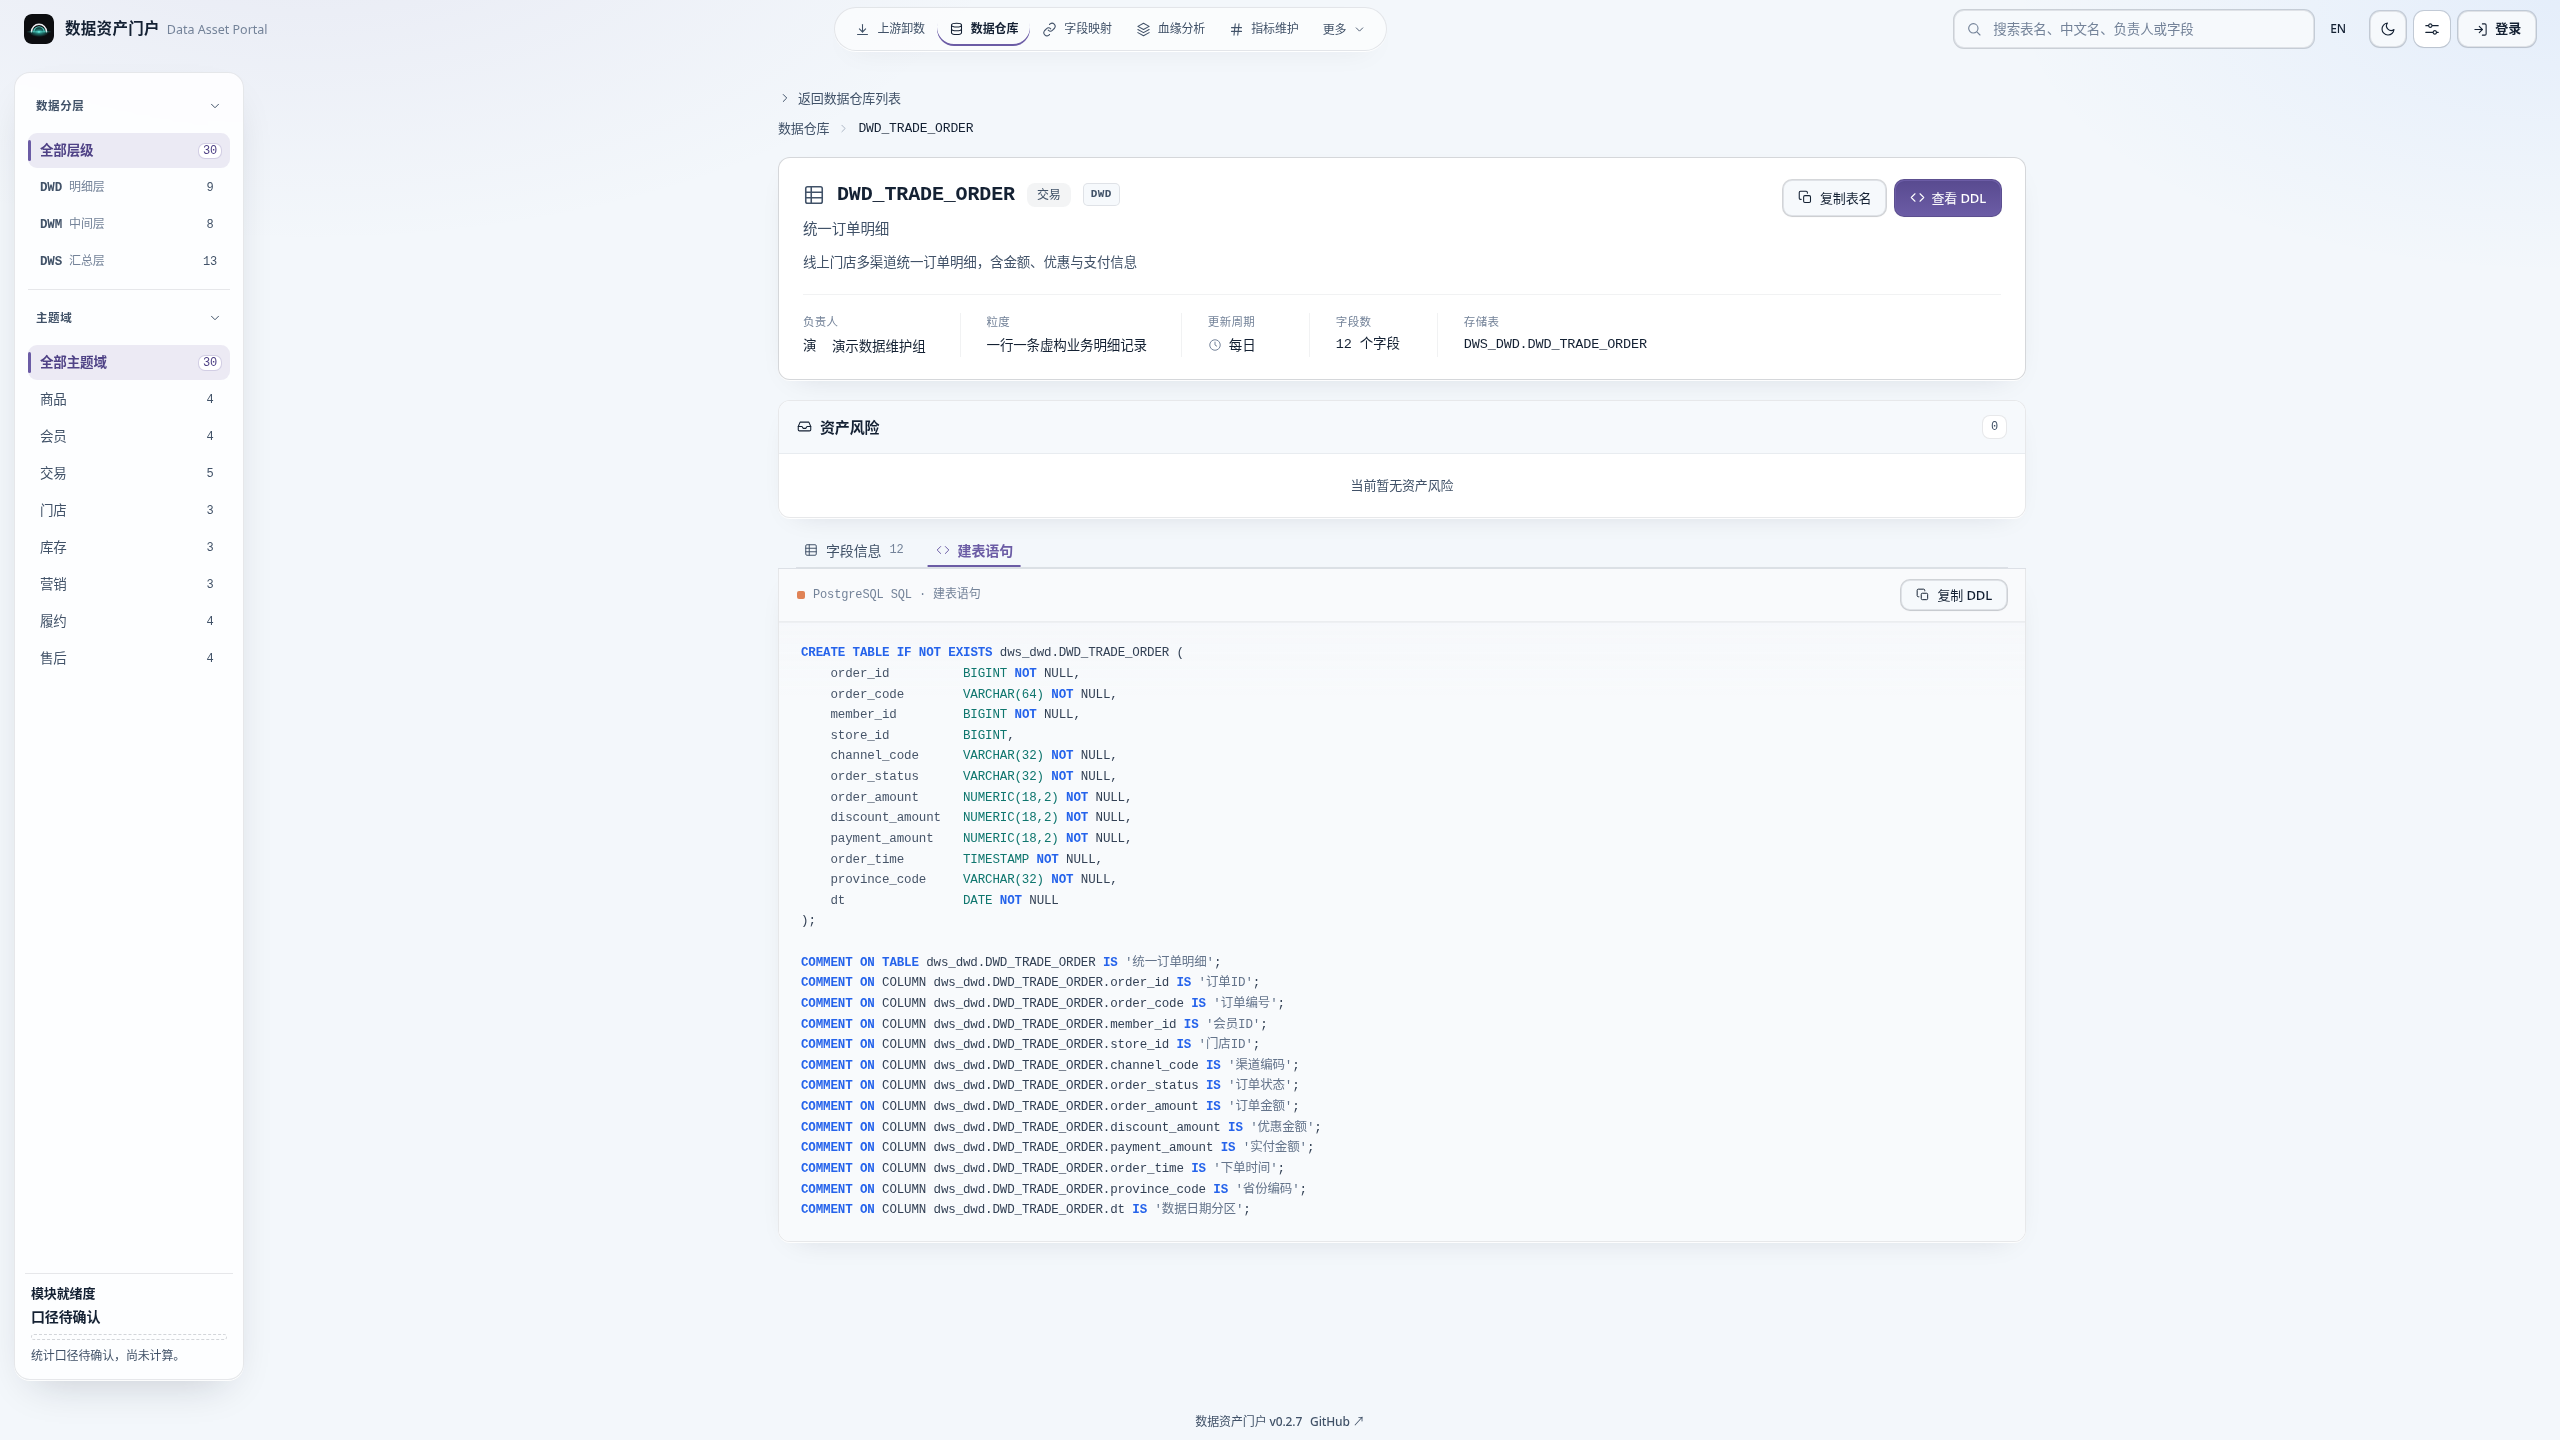 数据资产门户 Data Asset Portal
上游卸数 数据仓库 字段映射 血缘分析 指标维护 更多
搜索表名、中文名、负责人或字段
EN
登录
数据分层
全部层级 30
DWD 明细层 9
DWM 中间层 8
DWS 汇总层 13
主题域
全部主题域 30
商品 4
会员 4
交易 5
门店 3
库存 3
营销 3
履约 4
售后 4
模块就绪度
口径待确认
统计口径待确认，尚未计算。
返回数据仓库列表
数据仓库 DWD_TRADE_ORDER
DWD_TRADE_ORDER 交易 DWD
复制表名 查看 DDL
统一订单明细
线上门店多渠道统一订单明细，含金额、优惠与支付信息
负责人 粒度 更新周期 字段数 存储表
演 演示数据维护组 一行一条虚构业务明细记录 每日 12 个字段 DWS_DWD.DWD_TRADE_ORDER
资产风险 0
当前暂无资产风险
字段信息 12 建表语句
PostgreSQL SQL · 建表语句 复制 DDL
CREATE TABLE IF NOT EXISTS dws_dwd.DWD_TRADE_ORDER (
    order_id          BIGINT NOT NULL,
    order_code        VARCHAR(64) NOT NULL,
    member_id         BIGINT NOT NULL,
    store_id          BIGINT,
    channel_code      VARCHAR(32) NOT NULL,
    order_status      VARCHAR(32) NOT NULL,
    order_amount      NUMERIC(18,2) NOT NULL,
    discount_amount   NUMERIC(18,2) NOT NULL,
    payment_amount    NUMERIC(18,2) NOT NULL,
    order_time        TIMESTAMP NOT NULL,
    province_code     VARCHAR(32) NOT NULL,
    dt                DATE NOT NULL
);
COMMENT ON TABLE dws_dwd.DWD_TRADE_ORDER IS '统一订单明细';
COMMENT ON COLUMN dws_dwd.DWD_TRADE_ORDER.order_id IS '订单ID';
COMMENT ON COLUMN dws_dwd.DWD_TRADE_ORDER.order_code IS '订单编号';
COMMENT ON COLUMN dws_dwd.DWD_TRADE_ORDER.member_id IS '会员ID';
COMMENT ON COLUMN dws_dwd.DWD_TRADE_ORDER.store_id IS '门店ID';
COMMENT ON COLUMN dws_dwd.DWD_TRADE_ORDER.channel_code IS '渠道编码';
COMMENT ON COLUMN dws_dwd.DWD_TRADE_ORDER.order_status IS '订单状态';
COMMENT ON COLUMN dws_dwd.DWD_TRADE_ORDER.order_amount IS '订单金额';
COMMENT ON COLUMN dws_dwd.DWD_TRADE_ORDER.discount_amount IS '优惠金额';
COMMENT ON COLUMN dws_dwd.DWD_TRADE_ORDER.payment_amount IS '实付金额';
COMMENT ON COLUMN dws_dwd.DWD_TRADE_ORDER.order_time IS '下单时间';
COMMENT ON COLUMN dws_dwd.DWD_TRADE_ORDER.province_code IS '省份编码';
COMMENT ON COLUMN dws_dwd.DWD_TRADE_ORDER.dt IS '数据日期分区';
数据资产门户 v0.2.7 GitHub ↗